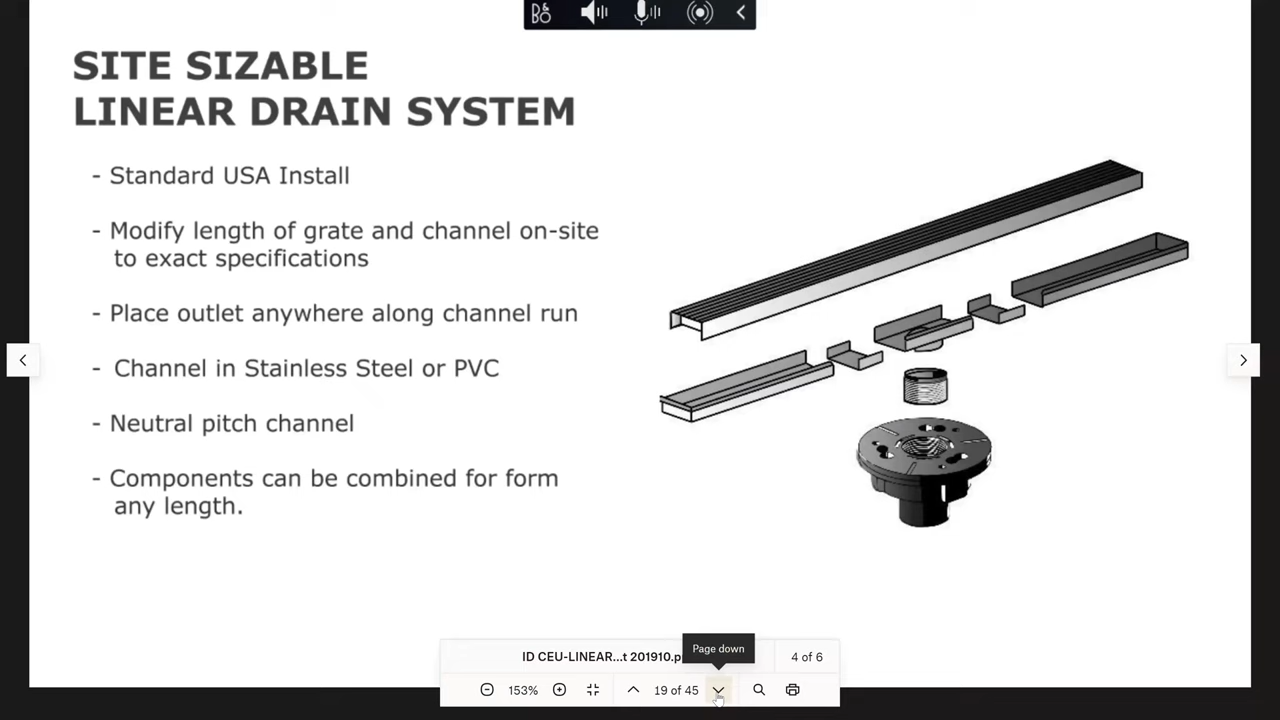 B&O
SITE SIZABLE
LINEAR DRAIN SYSTEM
- Standard USA Install
- Modify length of grate and channel on-site
to exact specifications
- Place outlet anywhere along channel run
- Channel in Stainless Steel or PVC
- Neutral pitch channel
- Components can be combined for form
any length.
Page down
ID CEU-LINEAR...t 201910.p
4 of 6
153%
19 of 45